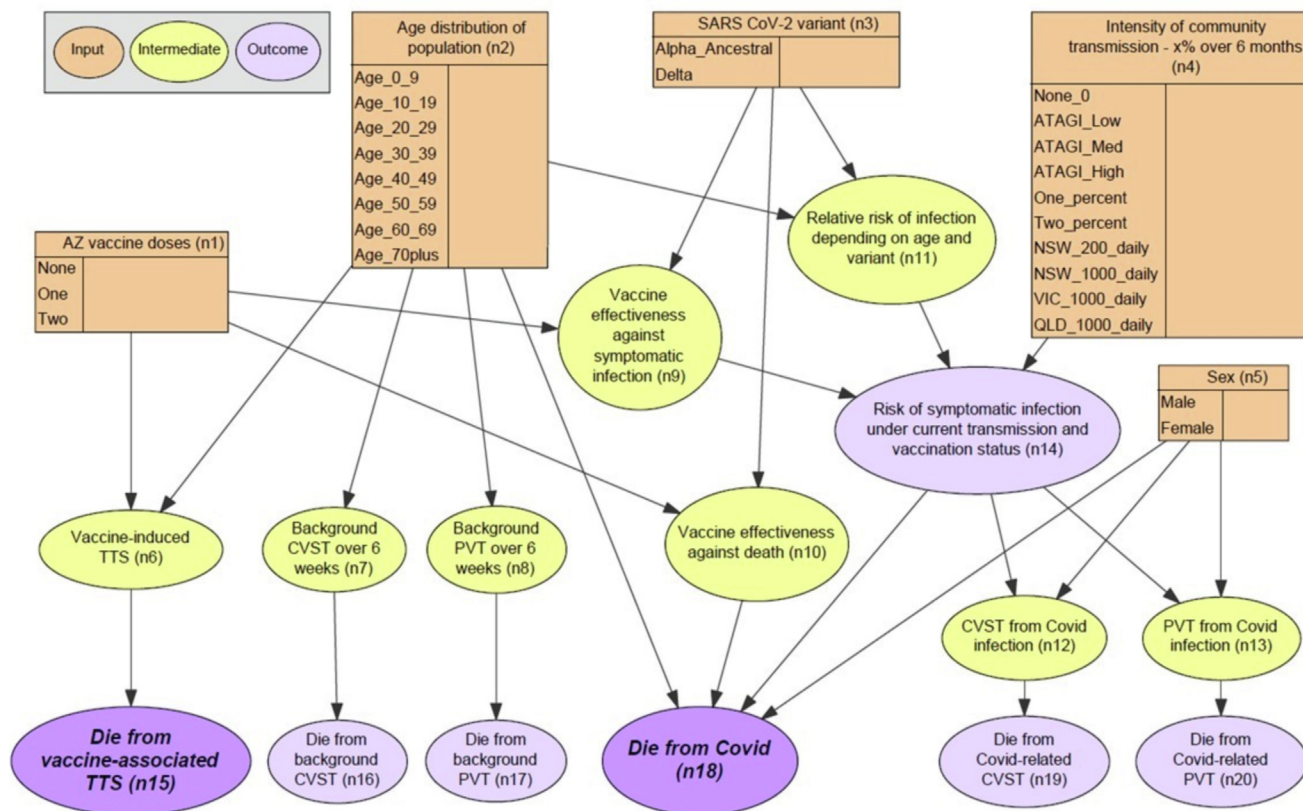 Input
Intermediate
Outcome
Age distribution of
population (n2)
Age_0_9
Age_10_19
Age_20_29
Age_30_39
Age_40_49
Age_50_59
Age_60_69
Age_70plus
SARS CoV-2 variant (n3)
Alpha_Ancestral
Delta
Intensity of community
transmission - x% over 6 months
(n4)
None_0
ATAGI_Low
ATAGI_Med
ATAGI_High
One_percent
Two_percent
NSW_200_daily
NSW_1000_daily
VIC_1000_daily
QLD_1000_daily
AZ vaccine doses (n1)
None
One
Two
Relative risk of infection
depending on age and
variant (n11)
Vaccine
effectiveness
against
symptomatic
infection (n9)
Sex (n5)
Male
Female
Risk of symptomatic infection
under current transmission and
vaccination status (n14)
Vaccine-induced
TTS (n6)
Background
CVST over 6
weeks (n7)
Background
PVT over 6
weeks (n8)
Vaccine effectiveness
against death (n10)
CVST from Covid
infection (n12)
PVT from Covid
infection (n13)
Die from
vaccine-associated
TTS (n15)
Die from
background
CVST (n16)
Die from
background
PVT (n17)
Die from Covid
(n18)
Die from
Covid-related
CVST (n19)
Die from
Covid-related
PVT (n20)